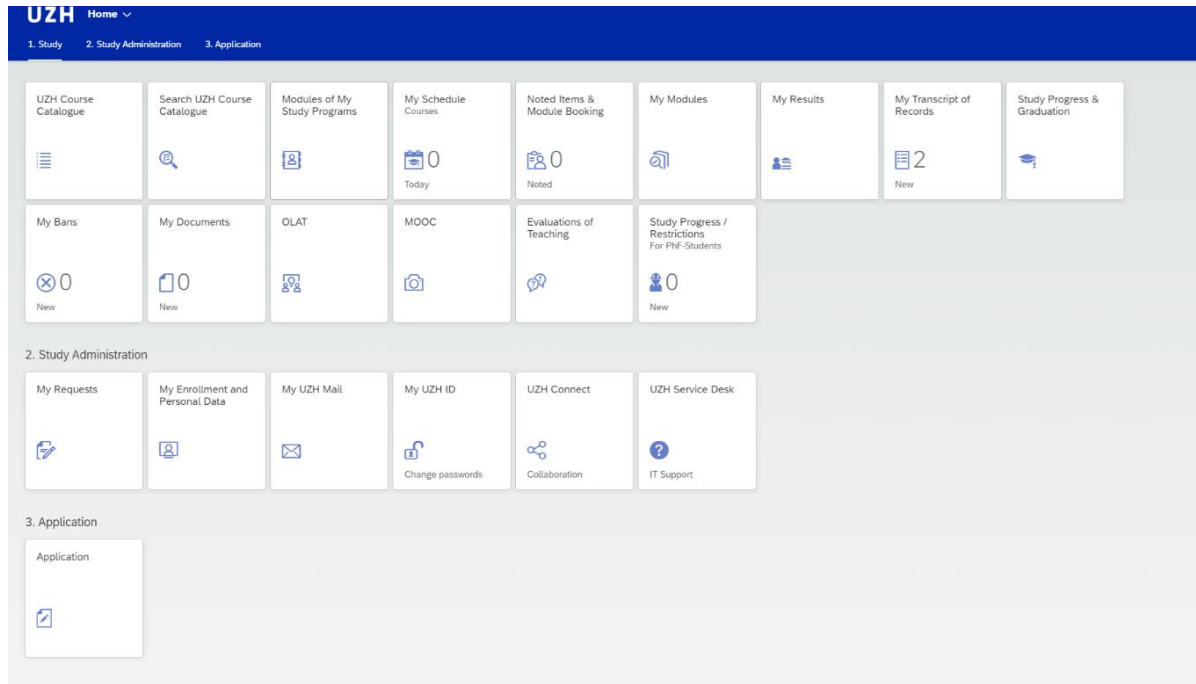 UZH Home
1. Study 2. Study Administration 3. Application
UZH Course
Catalogue
Search UZH Course
Catalogue
Modules of My
Study Programs
My Schedule
Courses
0
Today
Noted Items &
Module Booking
0
Noted
My Modules
My Results
My Transcript of
Records
2
New
Study Progress &
Graduation
My Bans
0
New
My Documents
0
New
OLAT
MOOC
Evaluations of
Teaching
Study Progress /
Restrictions
For PhF-Students
0
New
2. Study Administration
My Requests
My Enrollment and
Personal Data
My UZH Mail
My UZH ID
Change passwords
UZH Connect
Collaboration
UZH Service Desk
IT Support
3. Application
Application